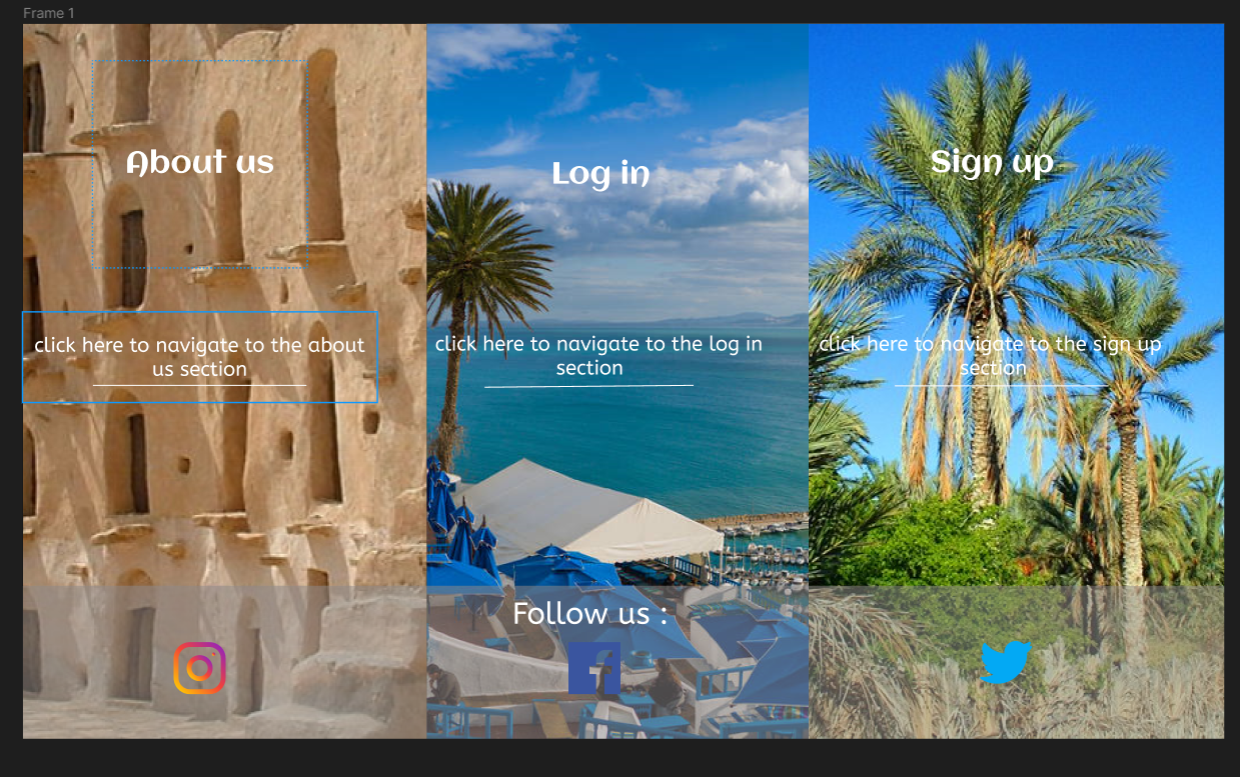 Frame 1
About us
Log in
Sign up
click here to navigate to the about
us section
click here to navigate to the log in
section
click here to navigate to the sign up
section
Follow us :